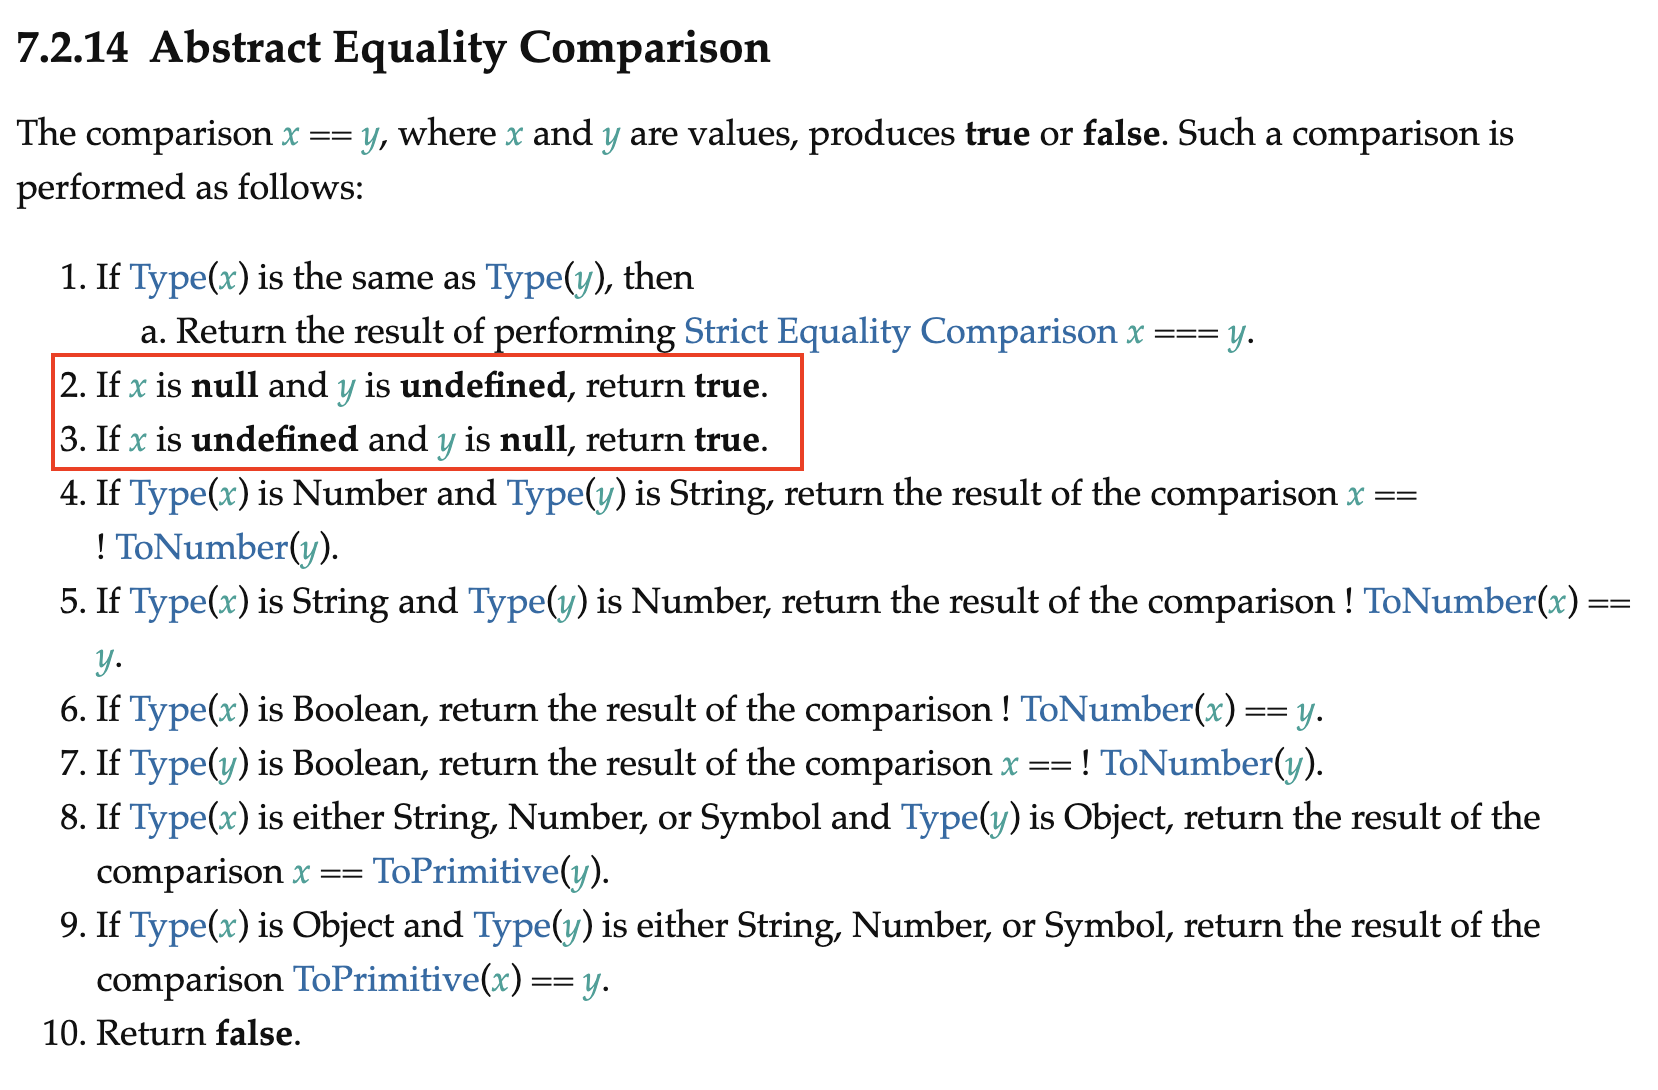 7.2.14 Abstract Equality Comparison
The comparison x == y, where x and y are values, produces true or false. Such a comparison is
performed as follows:
1. If Type(x) is the same as Type(y), then
a. Return the result of performing Strict Equality Comparison x === y.
2. If x is null and y is undefined, return true.
3. If x is undefined and y is null, return true.
4. If Type(x) is Number and Type(y) is String, return the result of the comparison x ==
! ToNumber(y).
5. If Type(x) is String and Type(y) is Number, return the result of the comparison ! ToNumber(x) ==
y.
6. If Type(x) is Boolean, return the result of the comparison ! ToNumber(x) == y.
7. If Type(y) is Boolean, return the result of the comparison x == ! ToNumber(y).
8. If Type(x) is either String, Number, or Symbol and Type(y) is Object, return the result of the
comparison x == ToPrimitive(y).
9. If Type(x) is Object and Type(y) is either String, Number, or Symbol, return the result of the
comparison ToPrimitive(x) == y.
10. Return false.